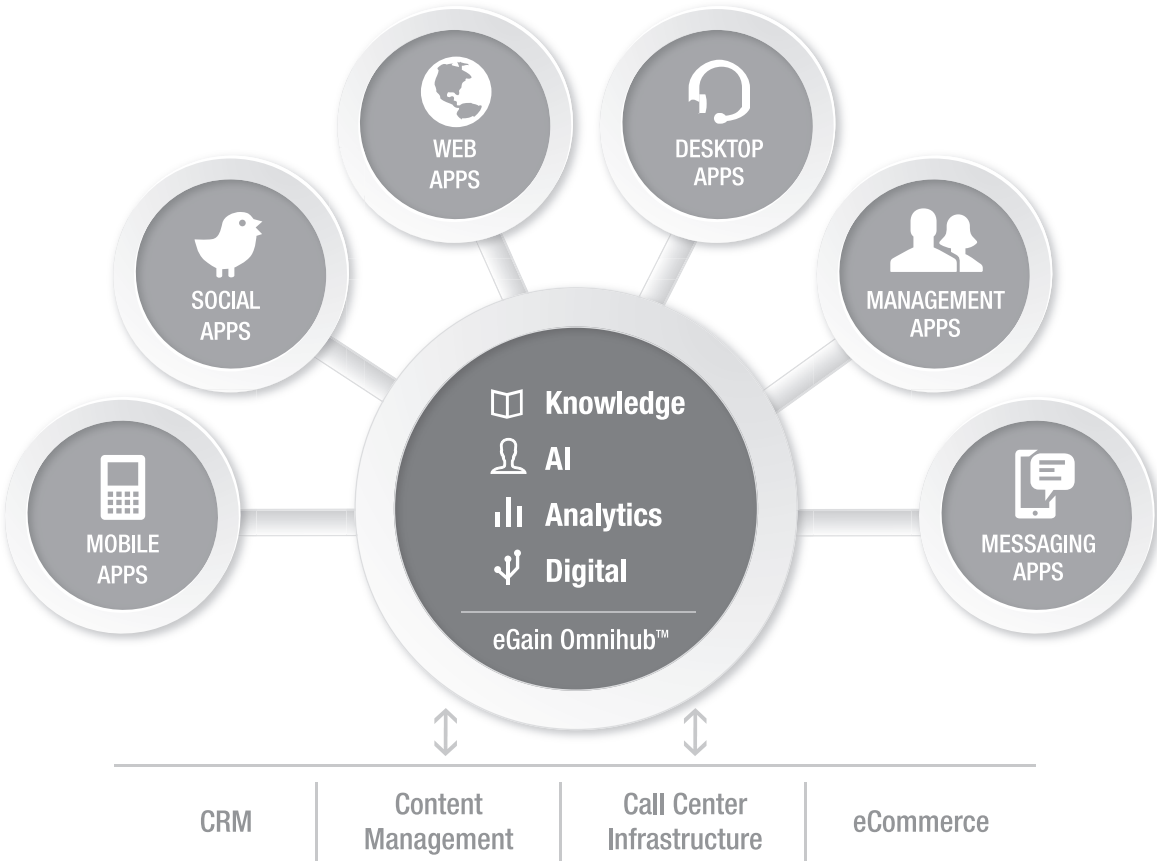 WEB
APPS
DESKTOP
APPS
SOCIAL
APPS
MANAGEMENT
APPS
MOBILE
APPS
MESSAGING
APPS
Knowledge
AI
Analytics
Digital
eGain Omnihub™
CRM
Content
Management
Call Center
Infrastructure
eCommerce